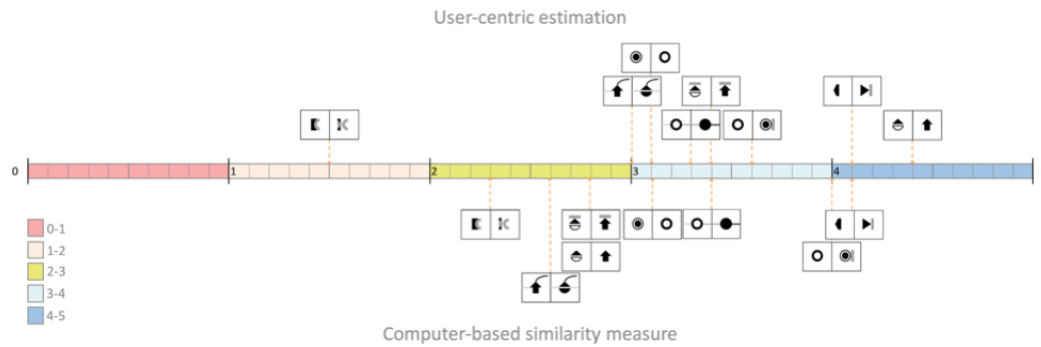 User-centric estimation
0 1 2 3 4
0-1
1-2
2-3
3-4
4-5
Computer-based similarity measure